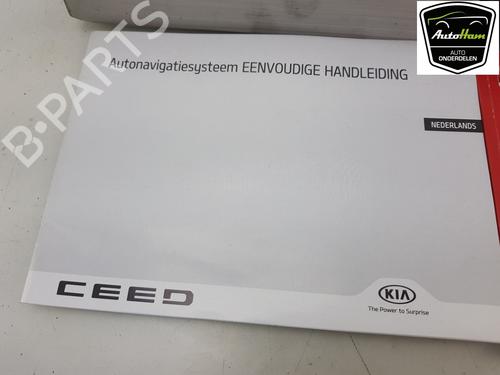 AutoHam
AUTO
ONDERDELEN
B-PARTS
Autonavigatiesysteem EENVOUDIGE HANDLEIDING
NEDERLANDS
CEED
KIA
The Power to Surprise